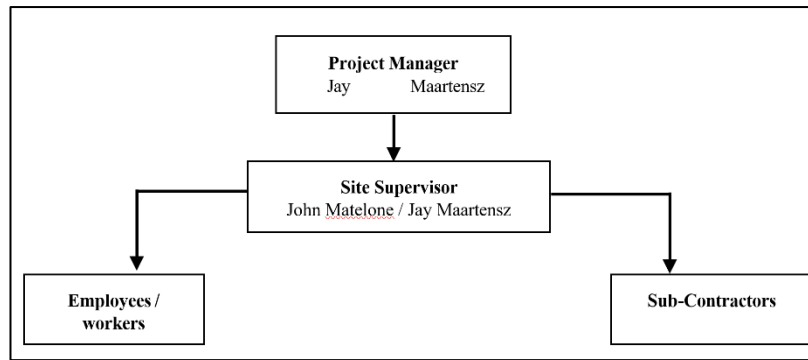 Project Manager
Jay Maartensz
Site Supervisor
John Matelone / Jay Maartensz
Employees /
workers
Sub-Contractors